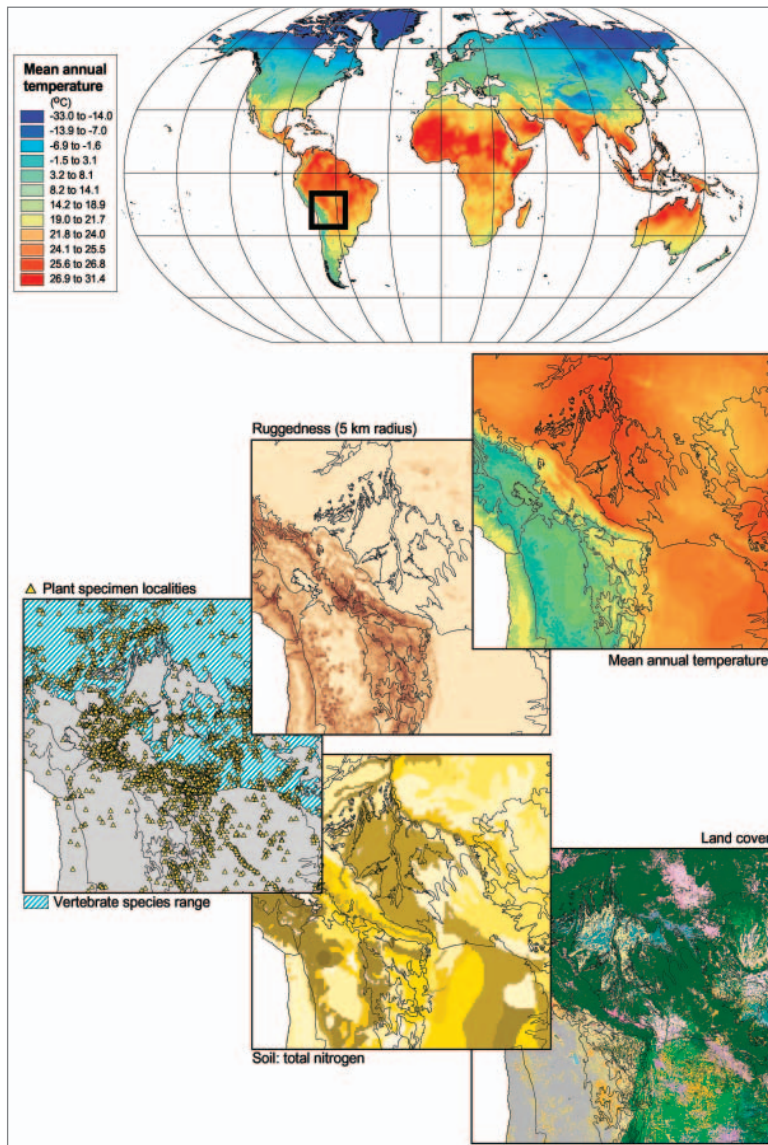 Mean annual
temperature
(°C)
-33.0 to -14.0
-13.9 to -7.0
-6.9 to -1.6
-1.5 to 3.1
3.2 to 8.1
8.2 to 14.1
14.2 to 18.9
19.0 to 21.7
21.8 to 24.0
24.1 to 25.5
25.6 to 26.8
26.9 to 31.4
Ruggedness (5 km radius)
Mean annual temperature
Plant specimen localities
Vertebrate species range
Land cover
Soil: total nitrogen